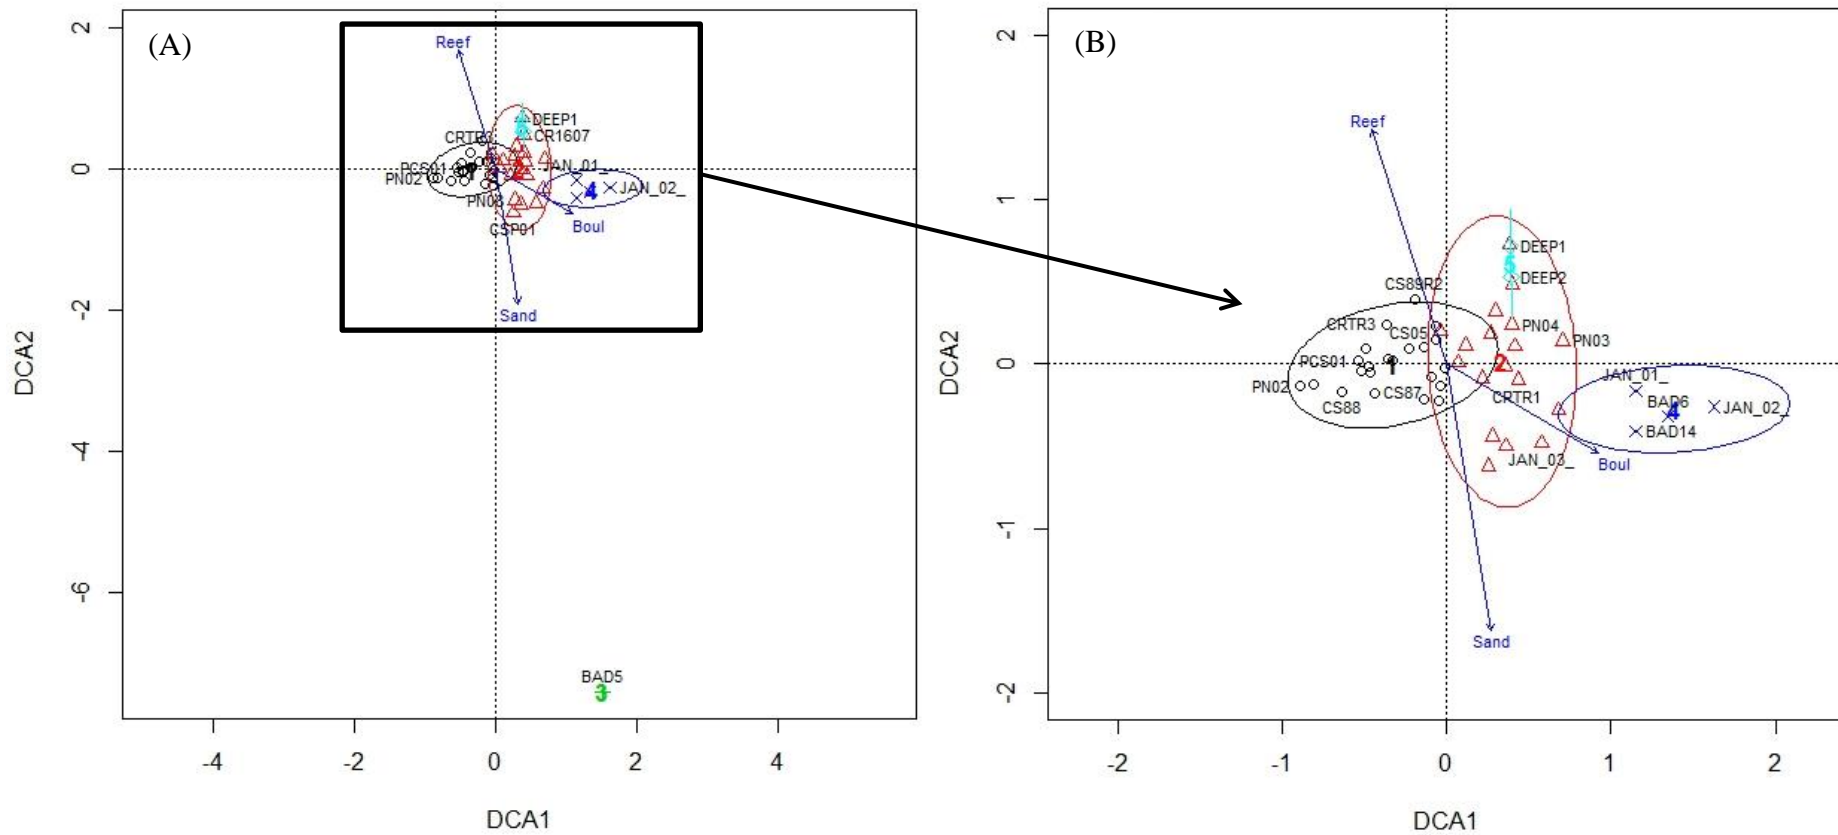 (A)
2
0
-2
-4
-6
DCA2
Reef
DEEP1
CR1607
CRTR3
PCS01
PN02
1
2
JAN_01_
4
JAN_02_
PN03
CSP01
Boul
Sand
BAD5
3
-4
-2
0
2
4
DCA1
(B)
2
1
0
-1
-2
DCA2
Reef
DEEP1
5
DEEP2
CS89R2
CRTR3
CS05
PN04
PN03
PCS01
1
2
PN02
CS88
CS87
CRTR1
JAN_01_
BAD6
4
JAN_02_
BAD14
JAN_03_
Boul
Sand
-2
-1
0
1
2
DCA1